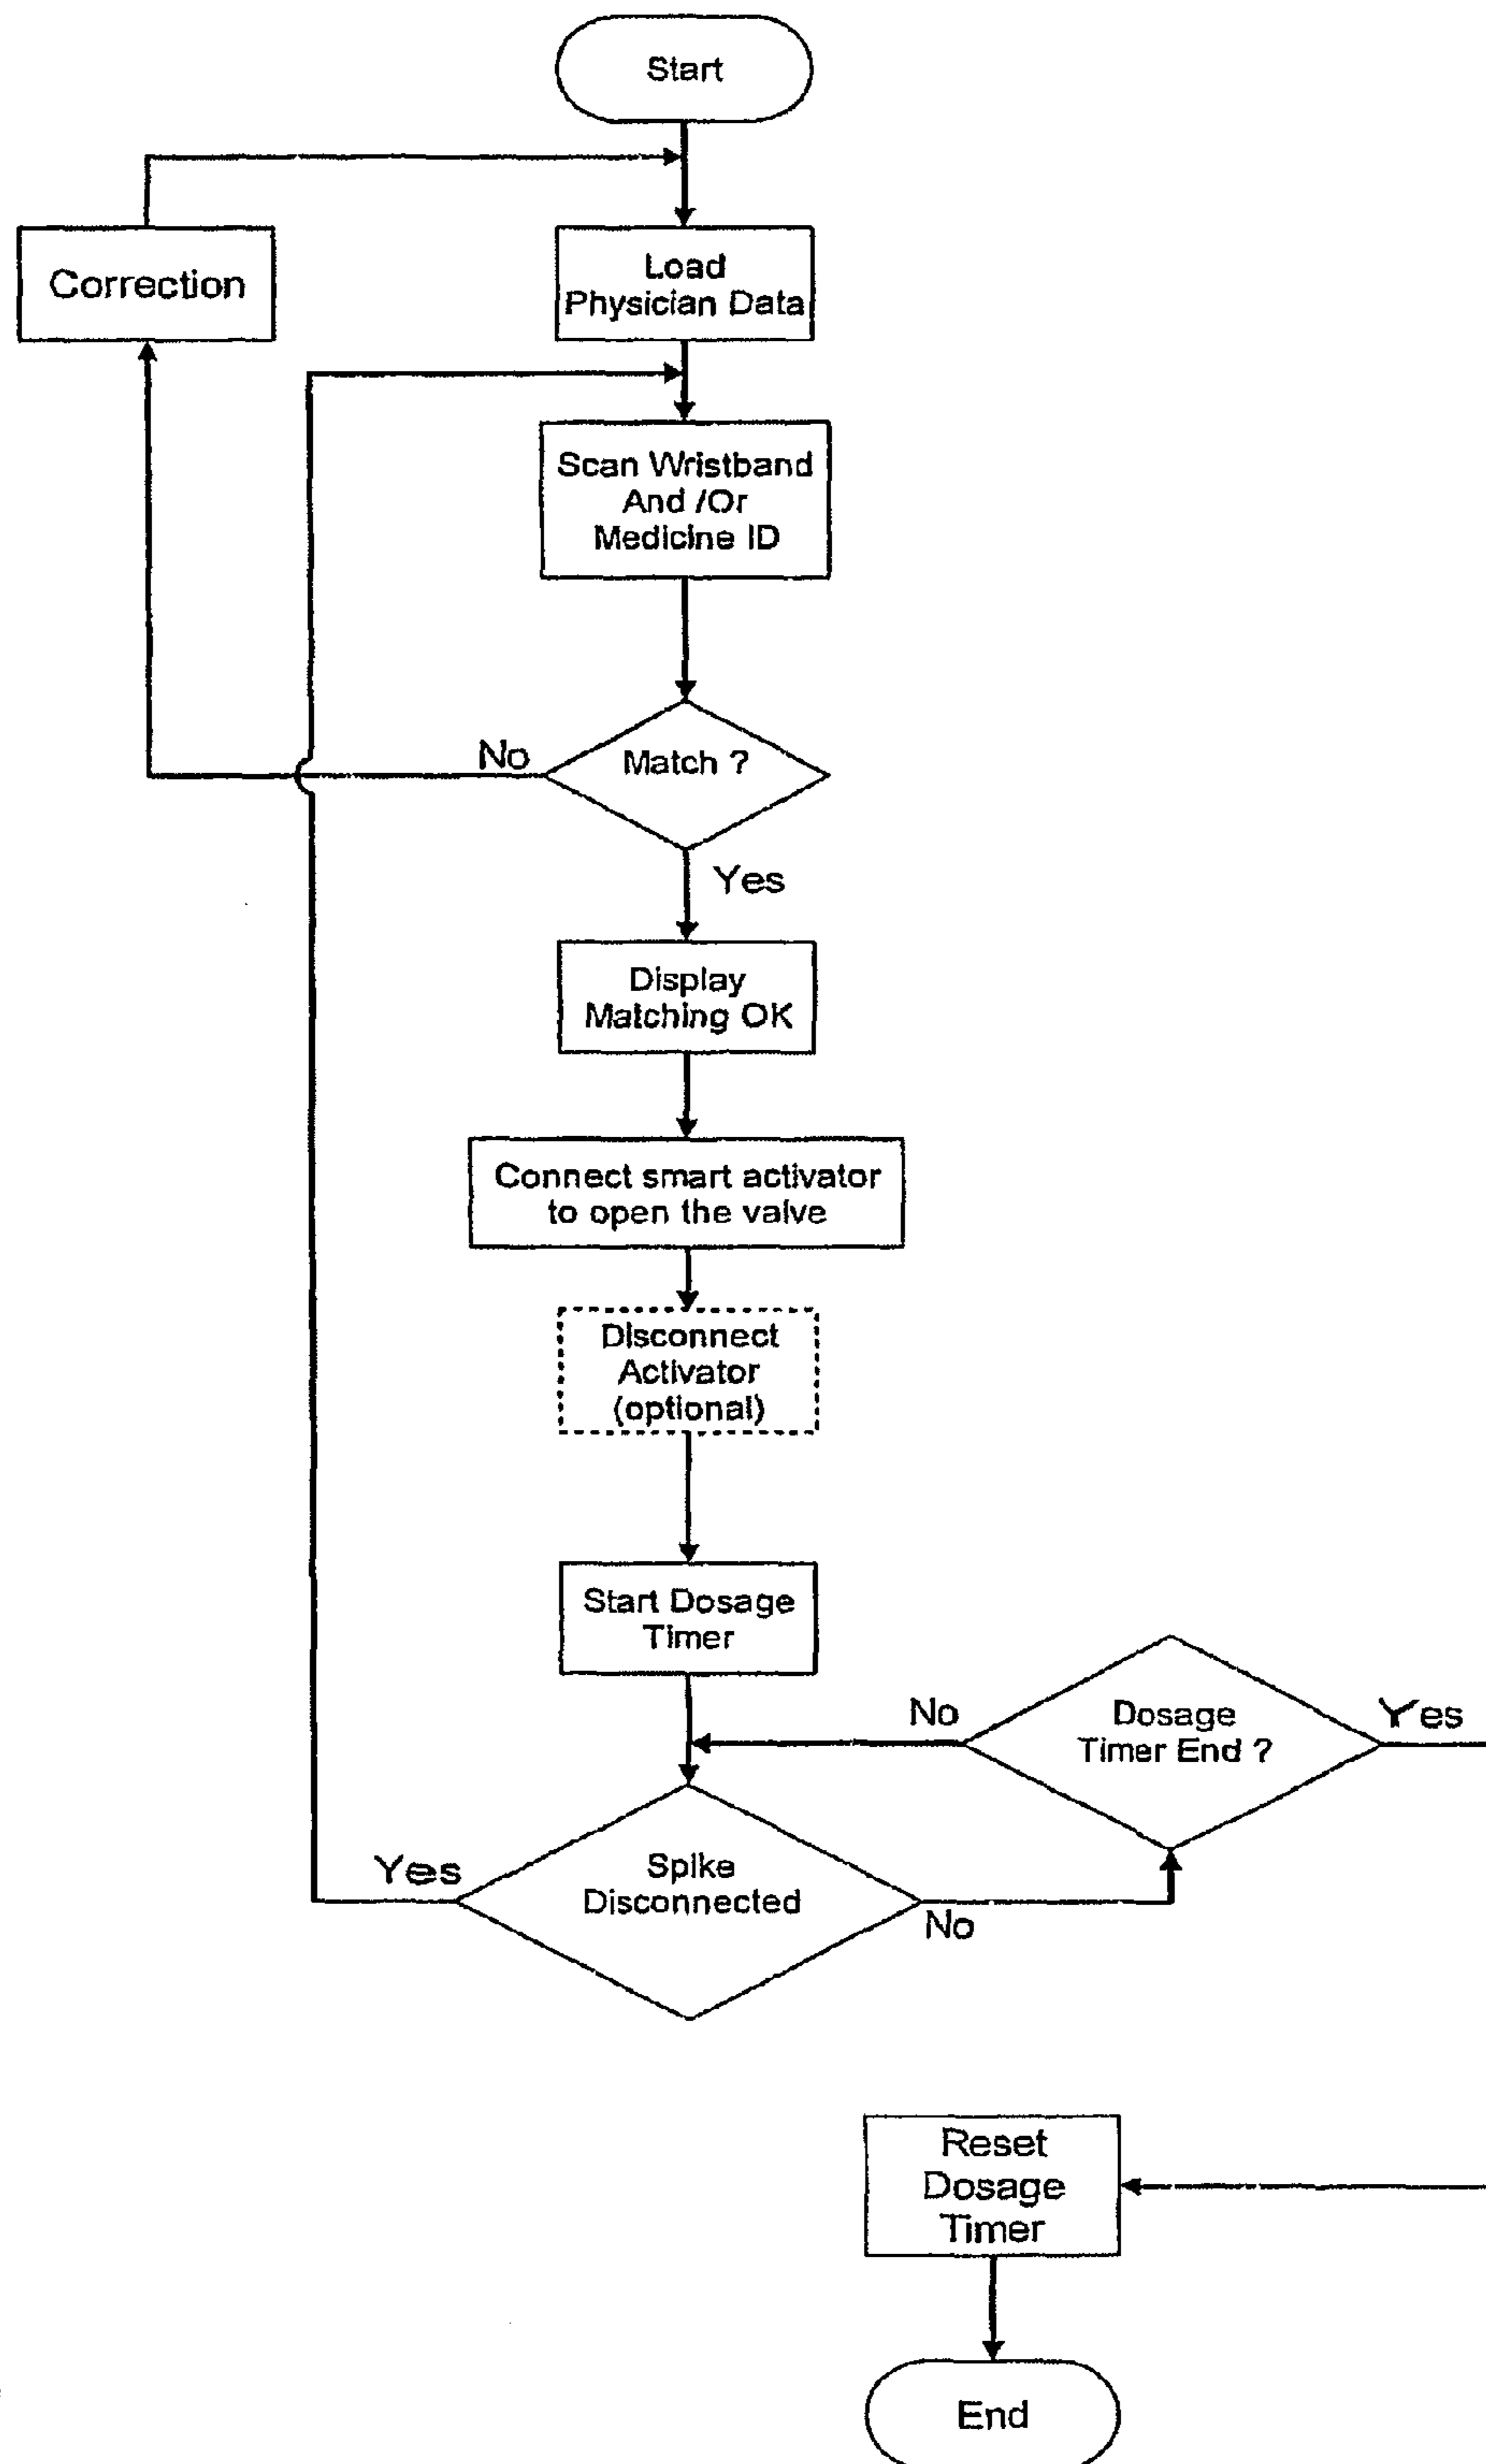 Start
Correction
Load
Physician Data
Scan Wristband
And /Or
Medicine ID
No
Match ?
Yes
Display
Matching OK
Connect smart activator
to open the valve
Disconnect
Activator
(optional)
Start Dosage
Timer
No
Dosage
Timer End ?
Yes
Yes
Spike
Disconnected
No
Reset
Dosage
Timer
End